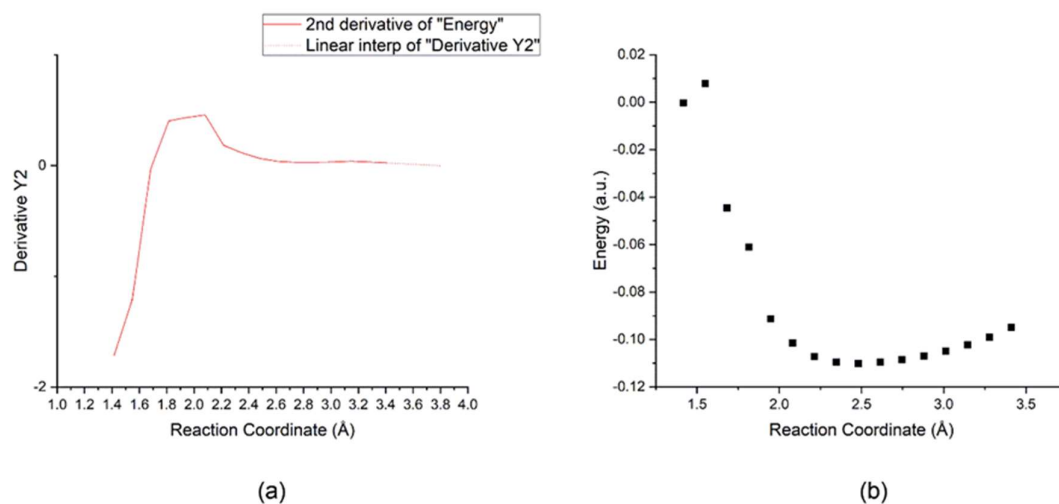 2nd derivative of "Energy"
Linear interp of "Derivative Y2"
0
-2
Derivative Y2
1.0 1.2 1.4 1.6 1.8 2.0 2.2 2.4 2.6 2.8 3.0 3.2 3.4 3.6 3.8 4.0
Reaction Coordinate (Å)
(a)
0.02
0.00
-0.02
-0.04
-0.06
-0.08
-0.10
-0.12
Energy (a.u.)
1.5 2.0 2.5 3.0 3.5
Reaction Coordinate (Å)
(b)